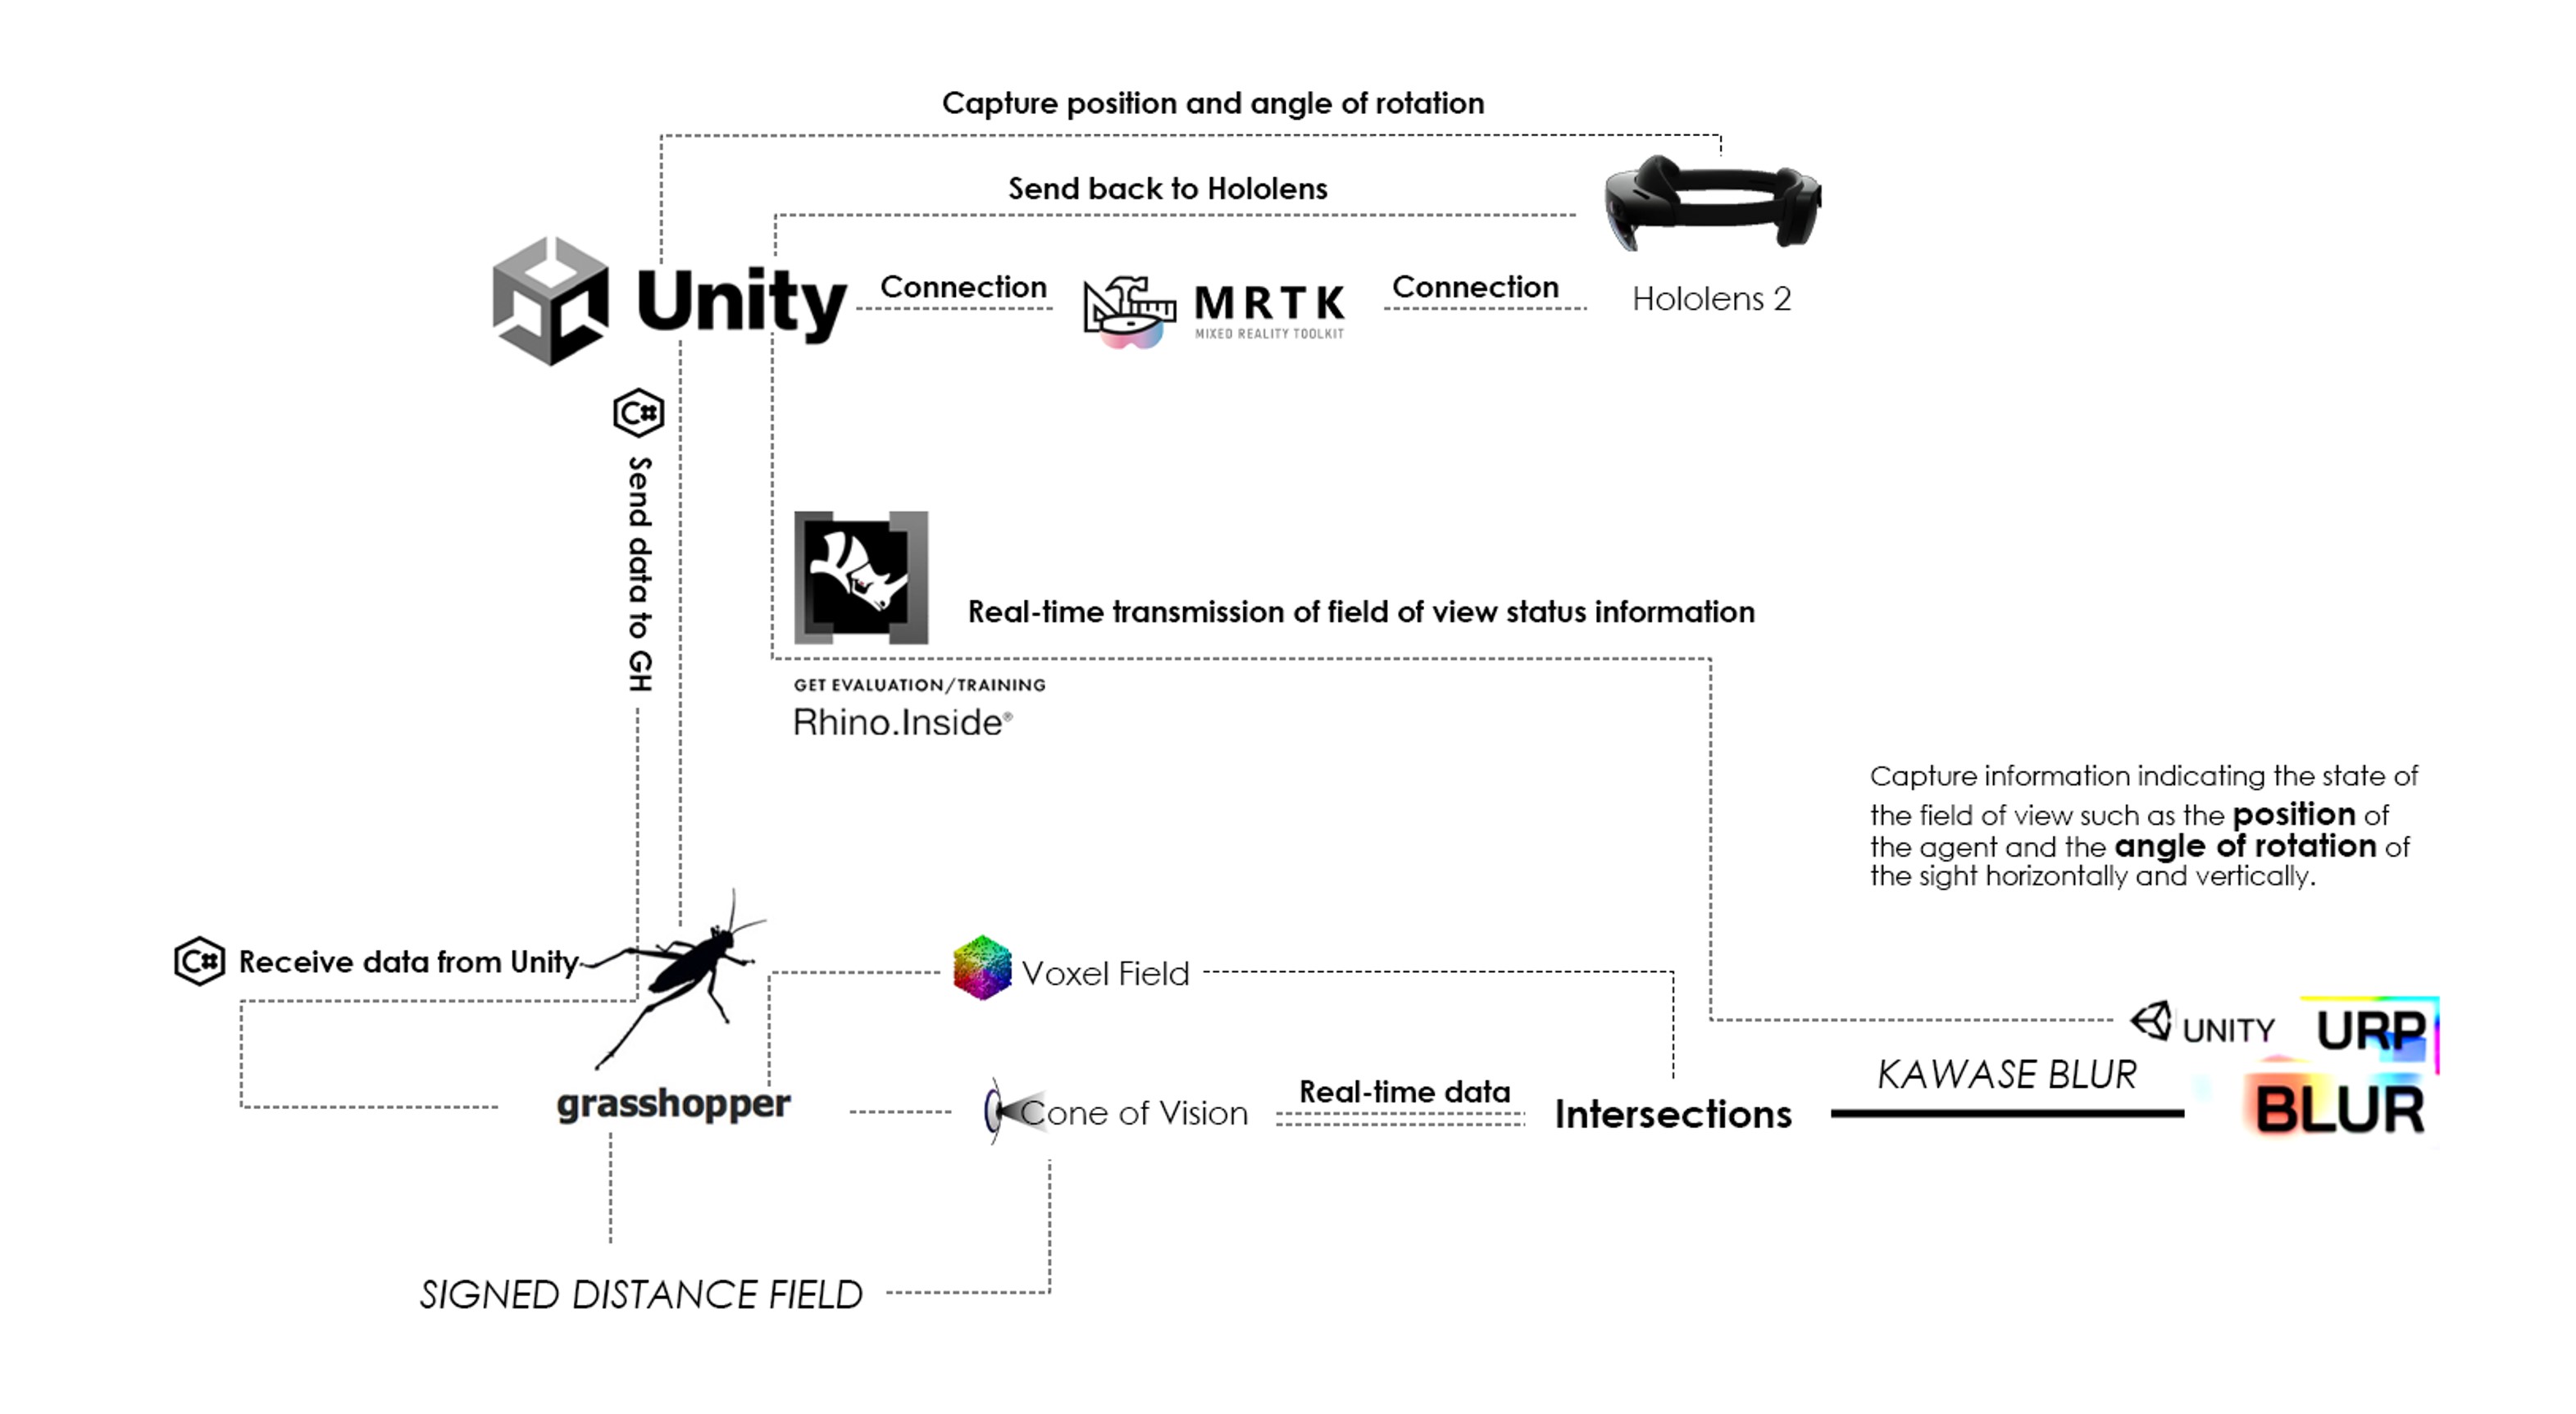 Capture position and angle of rotation
Send back to Hololens
Unity
Connection
MRTK
MIXED REALITY TOOLKIT
Connection
Hololens 2
C#
Send data to GH
Real-time transmission of field of view status information
GET EVALUATION/TRAINING
Rhino.Inside®
Capture information indicating the state of
the field of view such as the position of
the agent and the angle of rotation of
the sight horizontally and vertically.
C# Receive data from Unity
Voxel Field
UNITY URP
BLUR
KAWASE BLUR
grasshopper
Cone of Vision
Real-time data
Intersections
SIGNED DISTANCE FIELD